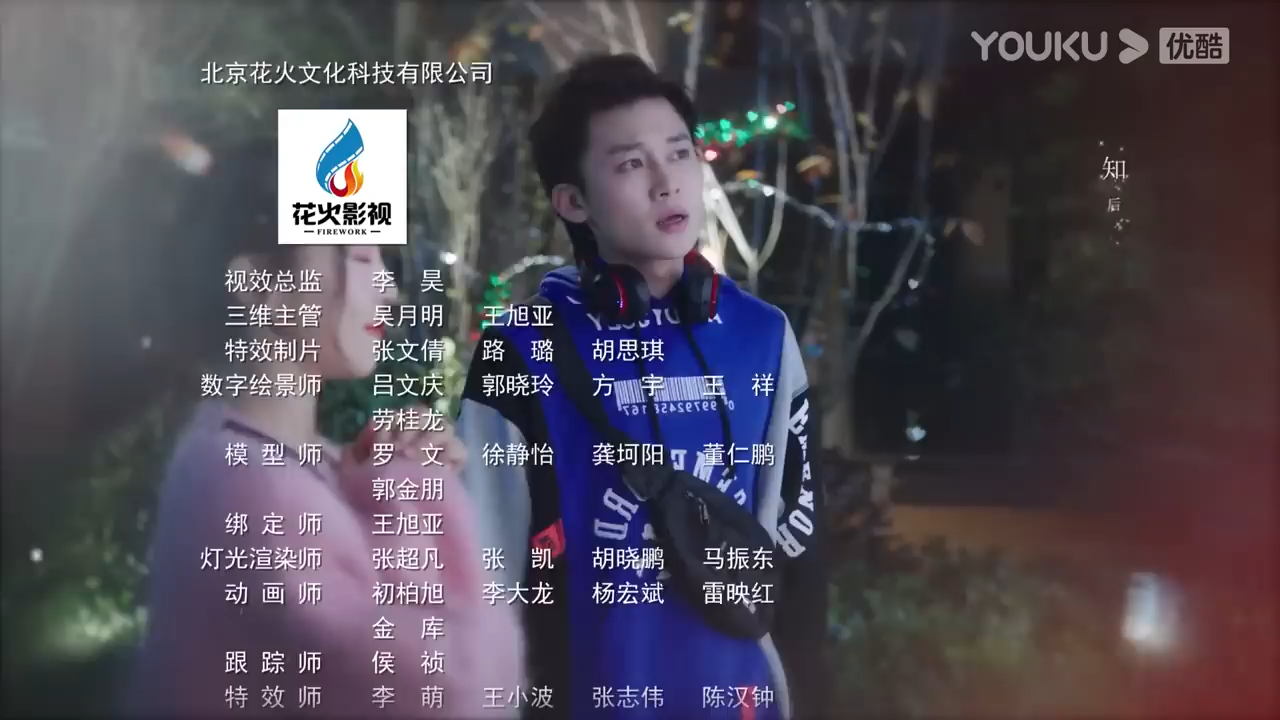 YOUKU 优酷
北京花火文化科技有限公司
花火影视
FIREWORK
知
后
视效总监 李昊
三维主管 吴月明 王旭亚
特效制片 张文倩 路璐 胡思琪
数字绘景师 吕文庆 郭晓玲 方宇 王祥
劳桂龙
模型师 罗文 徐静怡 龚坷阳 董仁鹏
郭金朋
绑定师 王旭亚
灯光渲染师 张超凡 张凯 胡晓鹏 马振东
动画师 初柏旭 李大龙 杨宏斌 雷映红
金库
跟踪师 侯祯
特效师 李萌 王小波 张志伟 陈汉钟